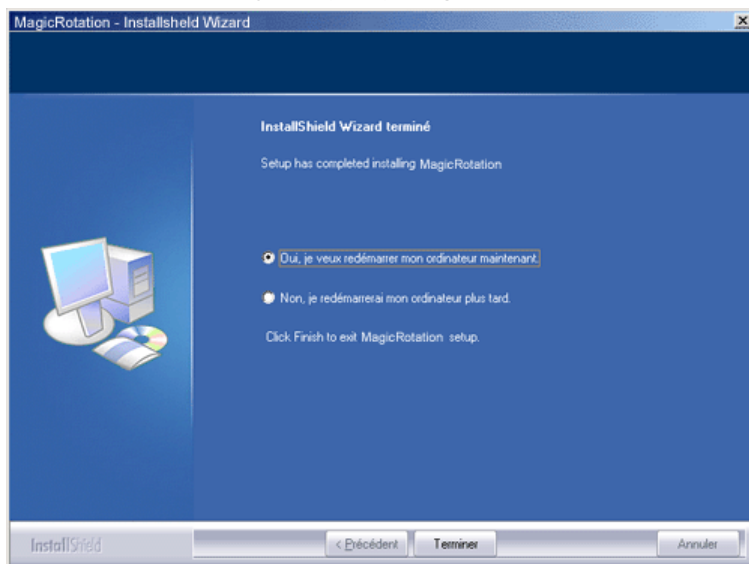 MagicRotation - Installsheld Wizard
InstallShield Wizard terminé
Setup has completed installing MagicRotation
Oui, je veux redémarrer mon ordinateur maintenant.
Non, je redémarrerai mon ordinateur plus tard.
Click Finish to exit MagicRotation setup.
InstallShield
< Précédent
Terminer
Annuler